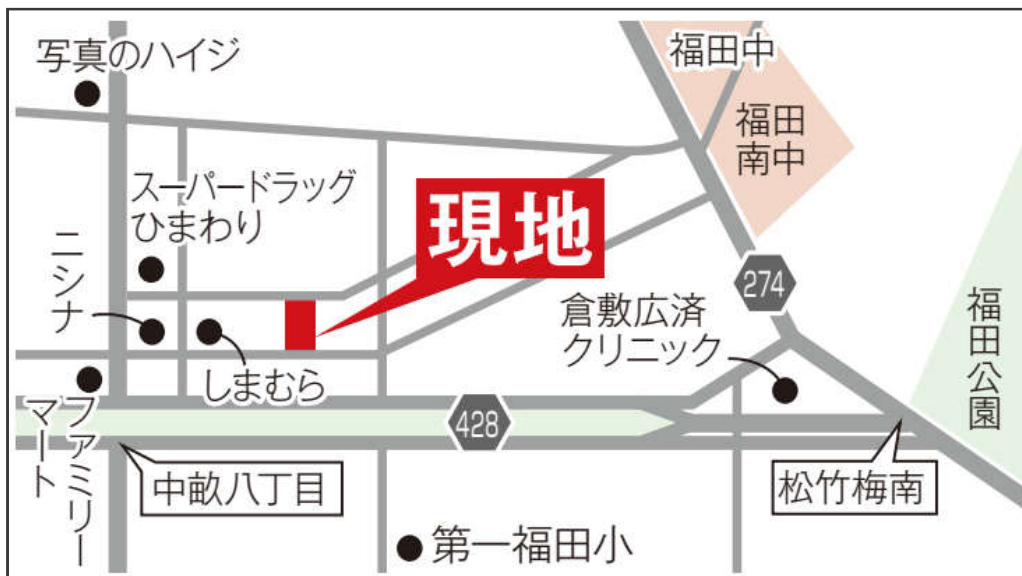 写真のハイジ
福田中
福田
南中
スーパードラッグ
ひまわり
現地
ニシナ
274
倉敷広済
クリニック
福田公園
しまむら
ファミリー
マート
428
中畝八丁目
松竹梅南
第一福田小